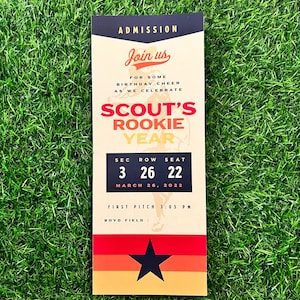 ADMISSION
Join us
FOR SOME
BIRTHDAY CHEER
AS WE CELEBRATE
SCOUT'S
ROOKIE
YEAR
SEC ROW SEAT
3 26 22
MARCH 26, 2022
FIRST PITCH 3:05 PM
BOYD FIELD